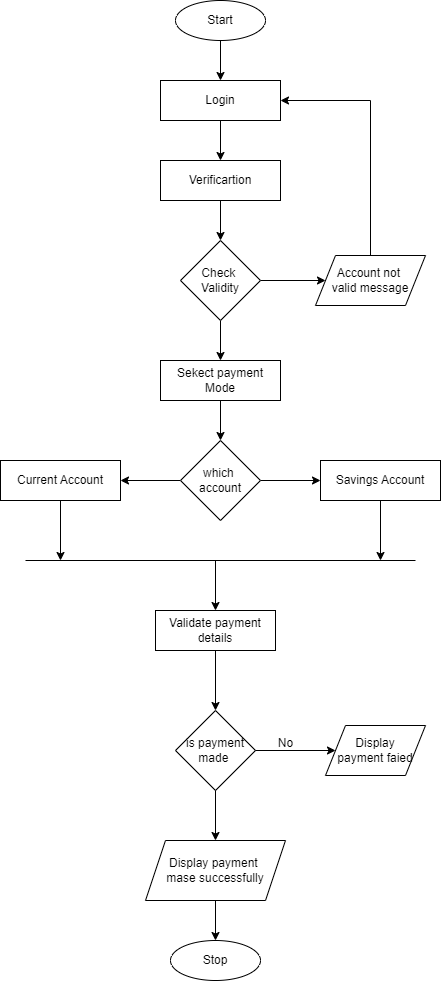 Start
Login
Verificartion
Check
Validity
Account not
valid message
Sekect payment
Mode
Current Account
which
account
Savings Account
Validate payment
details
is payment
made
No
Display
payment faied
Display payment
mase successfully
Stop